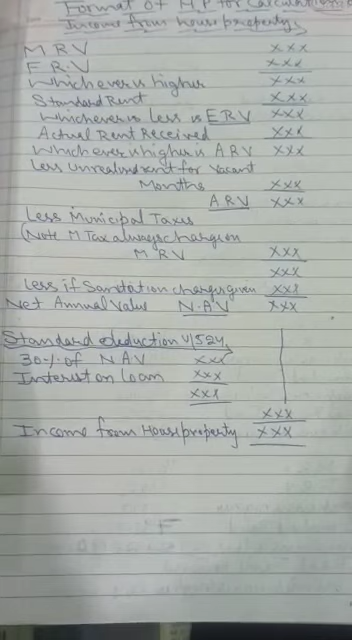 Format of H P for Calculation
Income from house property
M R V xxx
F. R. V xxx
Whichever is higher xxx
Standard Rent xxx
Whichever is less is E R V xxx
Actual Rent Received xxx
Whichever is higher is A R V xxx
Less Unrealised rent for Vacant
Months xxx
A R V xxx
Less Municipal Taxes
(Note M Tax always charge on
M R V xxx
xxx
Less if Sanitation charges given xxx
Net Annual Value N.A.V xxx
Standard deduction u/s 24
30% of N A V xxx
Interest on Loan xxx
xxx
xxx
Income from House property xxx